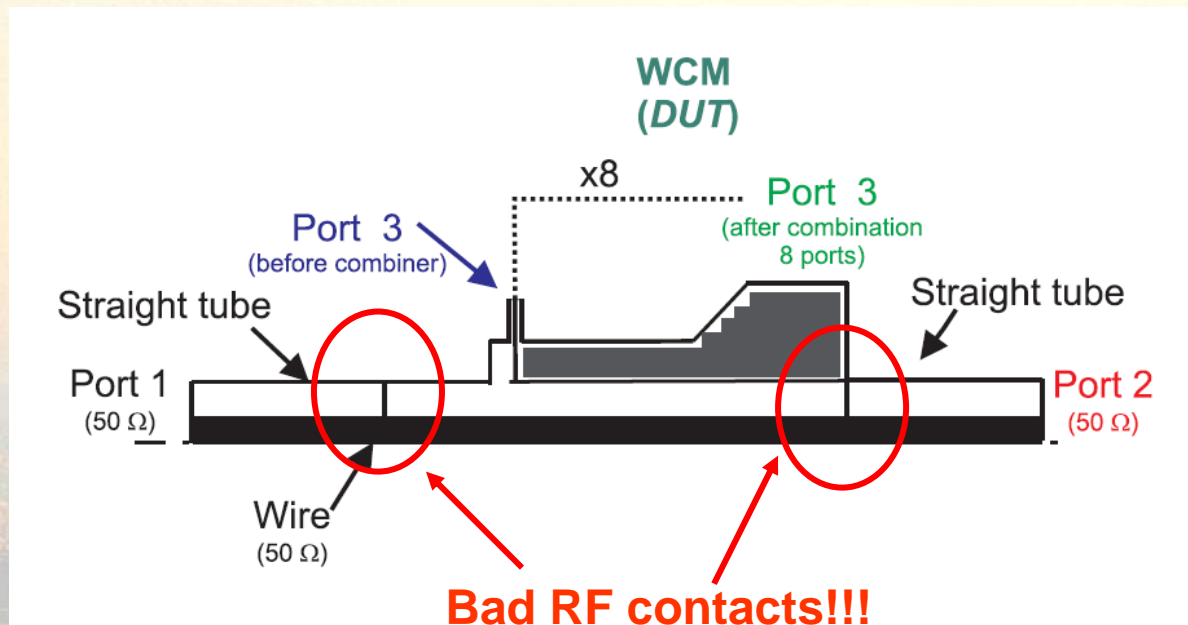 WCM
(DUT)
x8
Port 3
(before combiner)
Port 3
(after combination
8 ports)
Straight tube
Straight tube
Port 1
(50 Ω)
Port 2
(50 Ω)
Wire
(50 Ω)
Bad RF contacts!!!